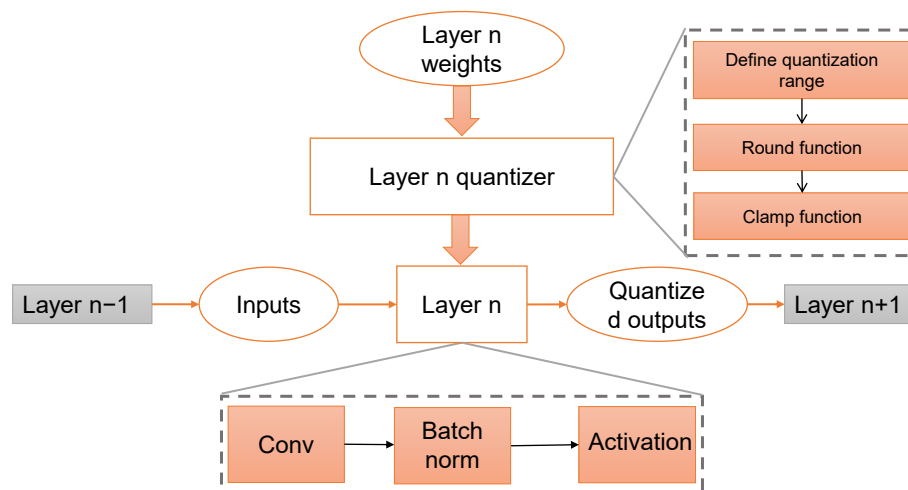 Layer n
weights
Define quantization
range
Round function
Clamp function
Layer n quantizer
Layer n−1
Inputs
Layer n
Quantize
d outputs
Layer n+1
Conv
Batch
norm
Activation